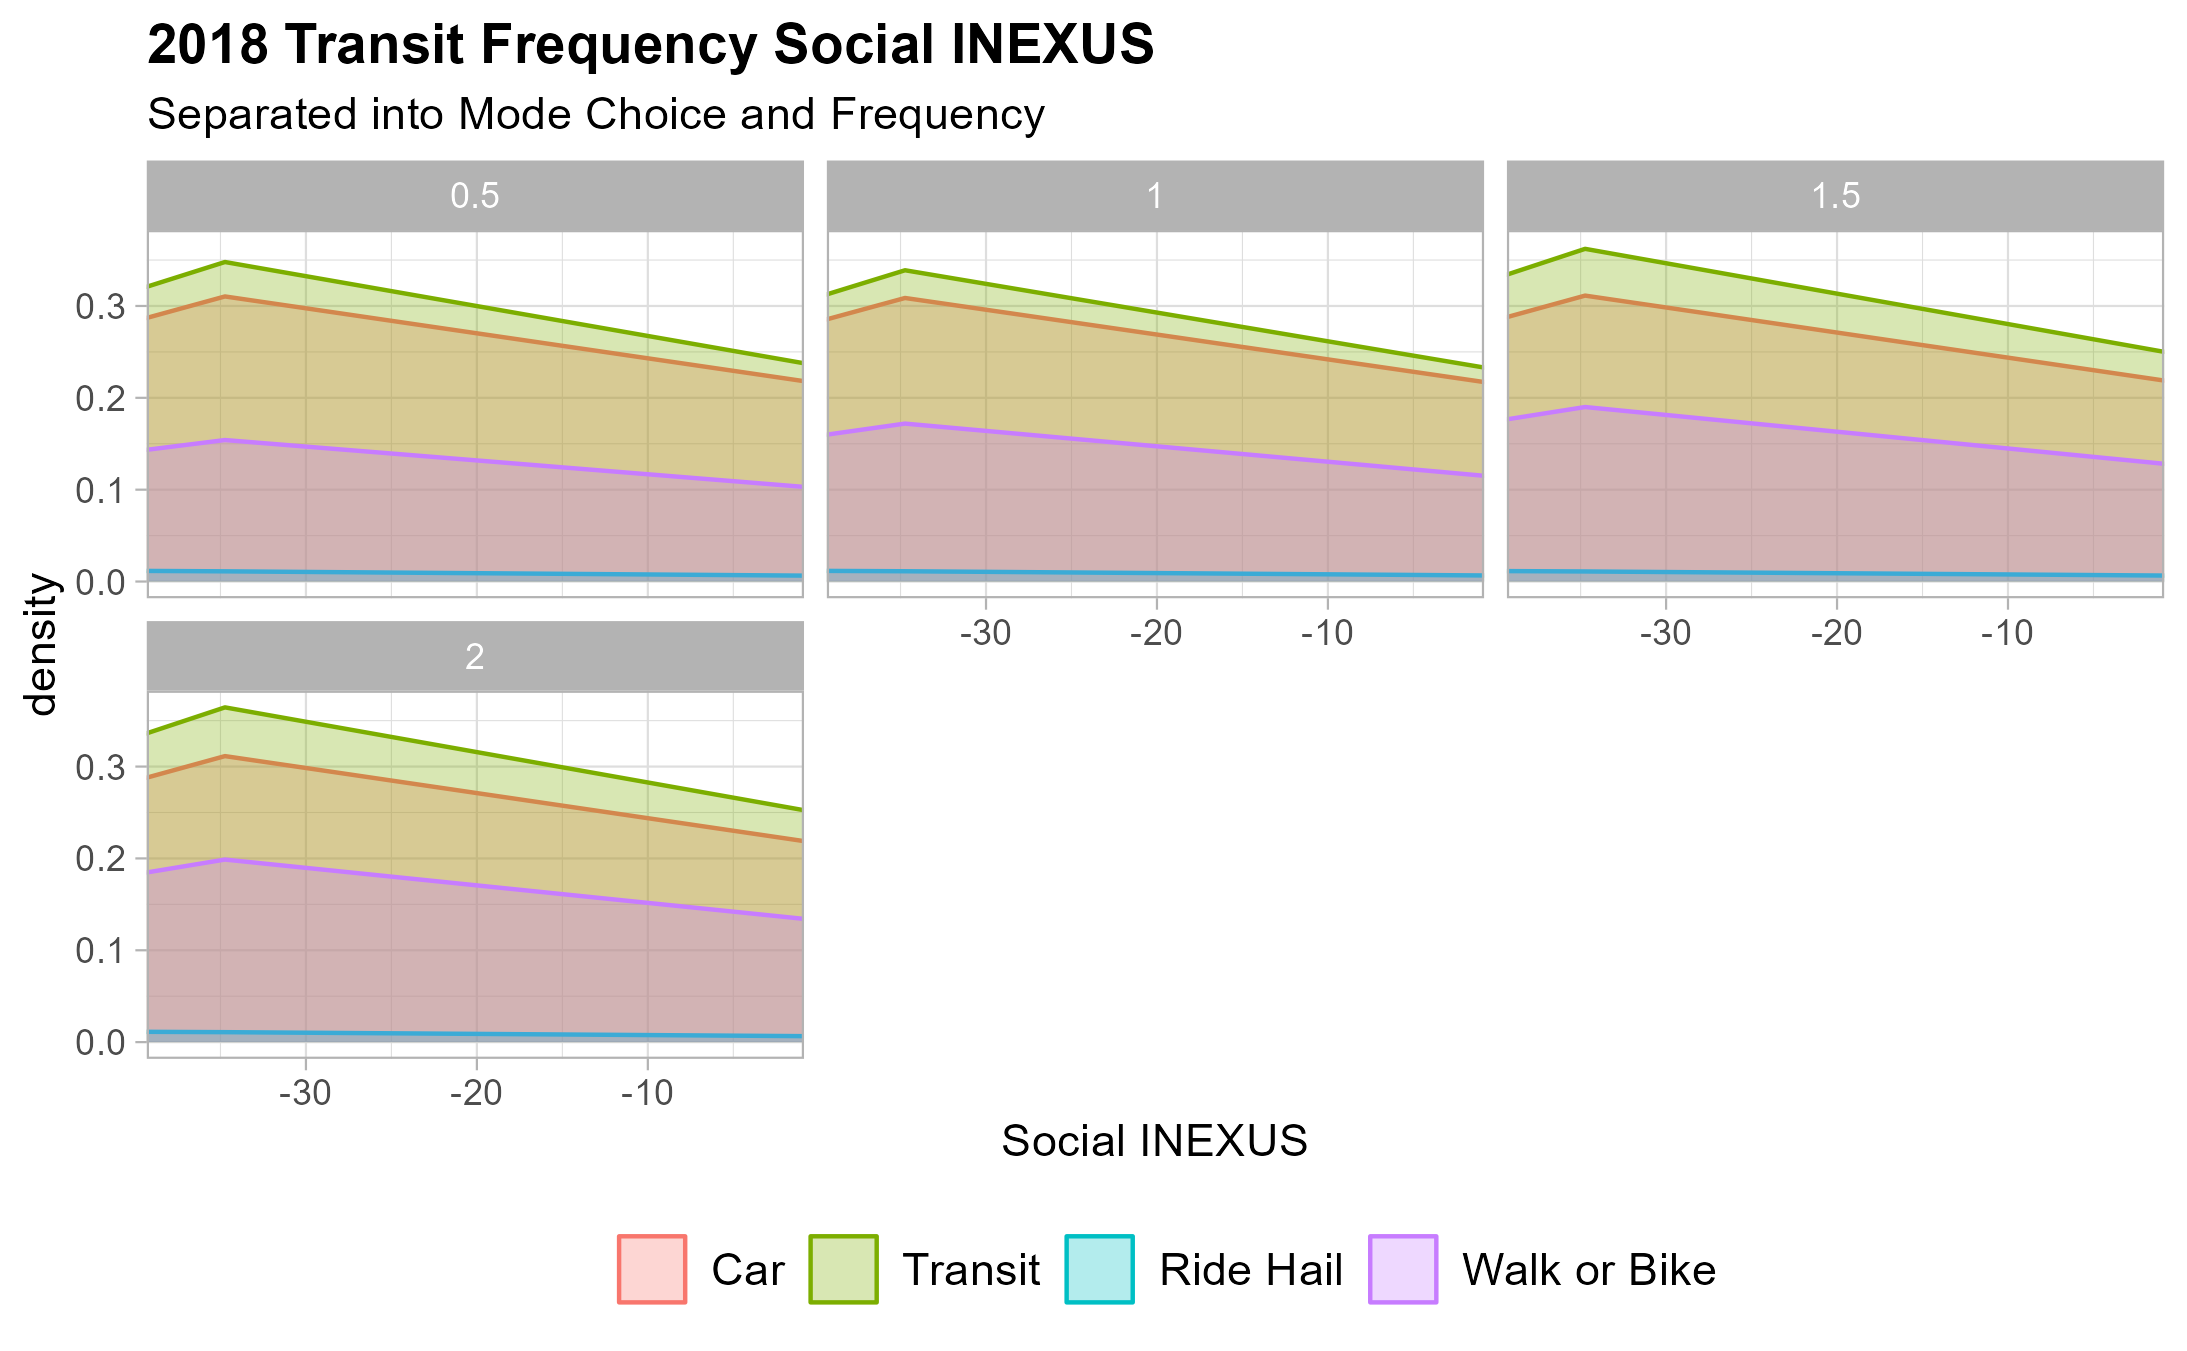 2018 Transit Frequency Social INEXUS
Separated into Mode Choice and Frequency
0.5
1
1.5
0.3
0.2
0.1
0.0
-30
-20
-10
-30
-20
-10
2
0.3
0.2
0.1
0.0
-30
-20
-10
density
Social INEXUS
Car
Transit
Ride Hail
Walk or Bike